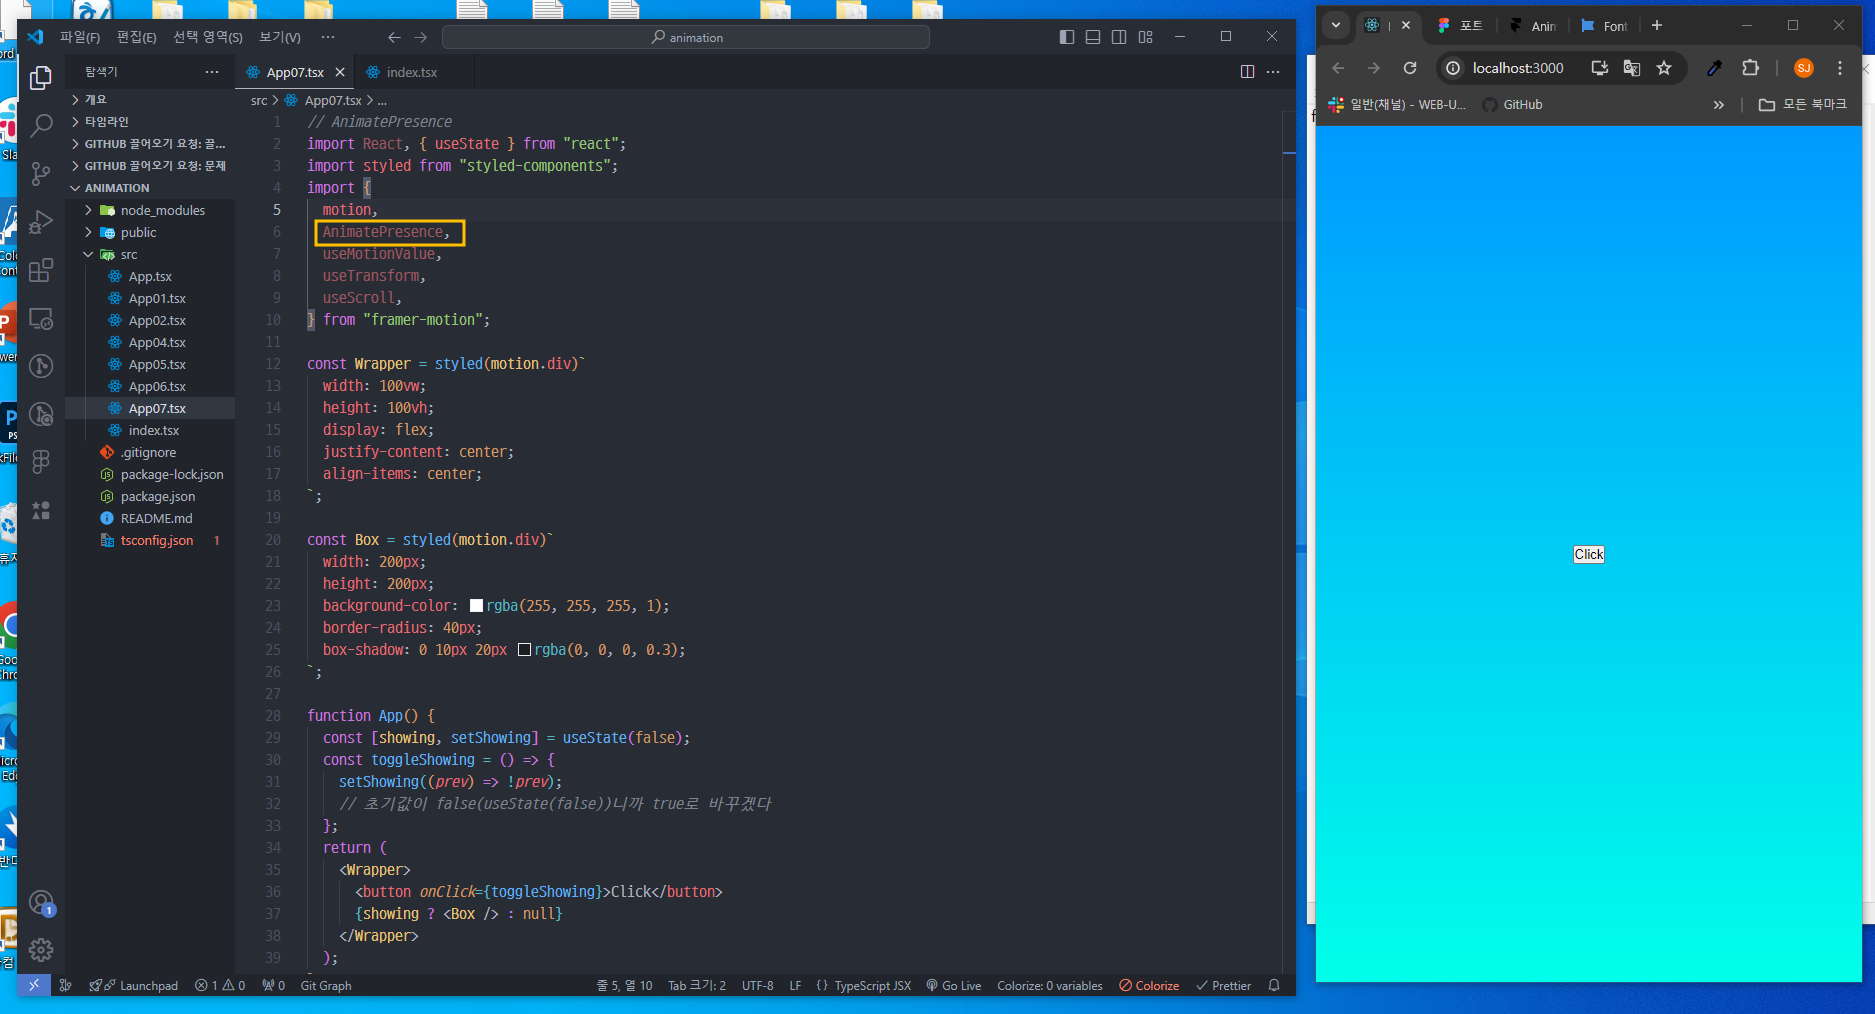 파일(F) 편집(E) 선택 영역(S) 보기(V) ··· animation
탐색기 ···
개요
타임라인
GITHUB 끌어오기 요청: 끌...
GITHUB 끌어오기 요청: 문제
ANIMATION
node_modules
public
src
App.tsx
App01.tsx
App02.tsx
App04.tsx
App05.tsx
App06.tsx
App07.tsx
index.tsx
.gitignore
package-lock.json
package.json
README.md
tsconfig.json 1
App07.tsx index.tsx
src > App07.tsx > ...
1 // AnimatePresence
2 import React, { useState } from "react";
3 import styled from "styled-components";
4 import {
5 motion,
6 AnimatePresence,
7 useMotionValue,
8 useTransform,
9 useScroll,
10 } from "framer-motion";
11
12 const Wrapper = styled(motion.div)`
13 width: 100vw;
14 height: 100vh;
15 display: flex;
16 justify-content: center;
17 align-items: center;
18 `;
19
20 const Box = styled(motion.div)`
21 width: 200px;
22 height: 200px;
23 background-color: rgba(255, 255, 255, 1);
24 border-radius: 40px;
25 box-shadow: 0 10px 20px rgba(0, 0, 0, 0.3);
26 `;
27
28 function App() {
29 const [showing, setShowing] = useState(false);
30 const toggleShowing = () => {
31 setShowing((prev) => !prev);
32 // 초기값이 false(useState(false))니까 true로 바꾸겠다
33 };
34 return (
35 <Wrapper>
36 <button onClick={toggleShowing}>Click</button>
37 {showing ? <Box /> : null}
38 </Wrapper>
39 );
1
Launchpad 1 0 0 Git Graph 줄 5, 열 10 Tab 크기: 2 UTF-8 LF { } TypeScript JSX Go Live Colorize: 0 variables Colorize Prettier
포트 Anin Font
localhost:3000 SJ
일반(채널) - WEB-U... GitHub 모든 북마크
Click